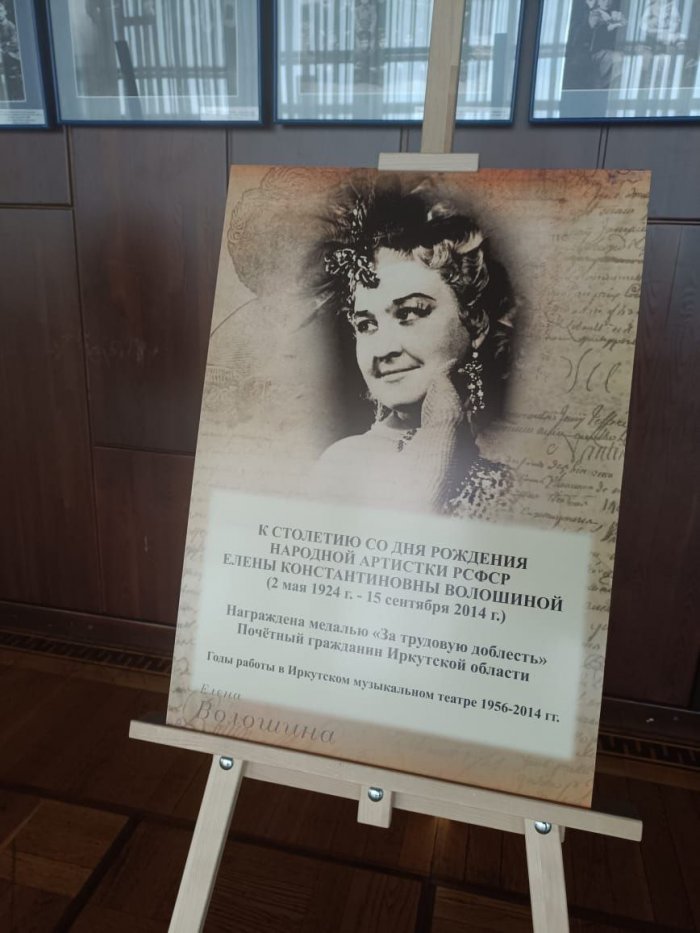 К СТОЛЕТИЮ СО ДНЯ РОЖДЕНИЯ
НАРОДНОЙ АРТИСТКИ РСФСР
ЕЛЕНЫ КОНСТАНТИНОВНЫ ВОЛОШИНОЙ
(2 мая 1924 г. - 15 сентября 2014 г.)
Награждена медалью «За трудовую доблесть»
Почётный гражданин Иркутской области
Годы работы в Иркутском музыкальном театре 1956-2014 гг.
Елена
Волошина